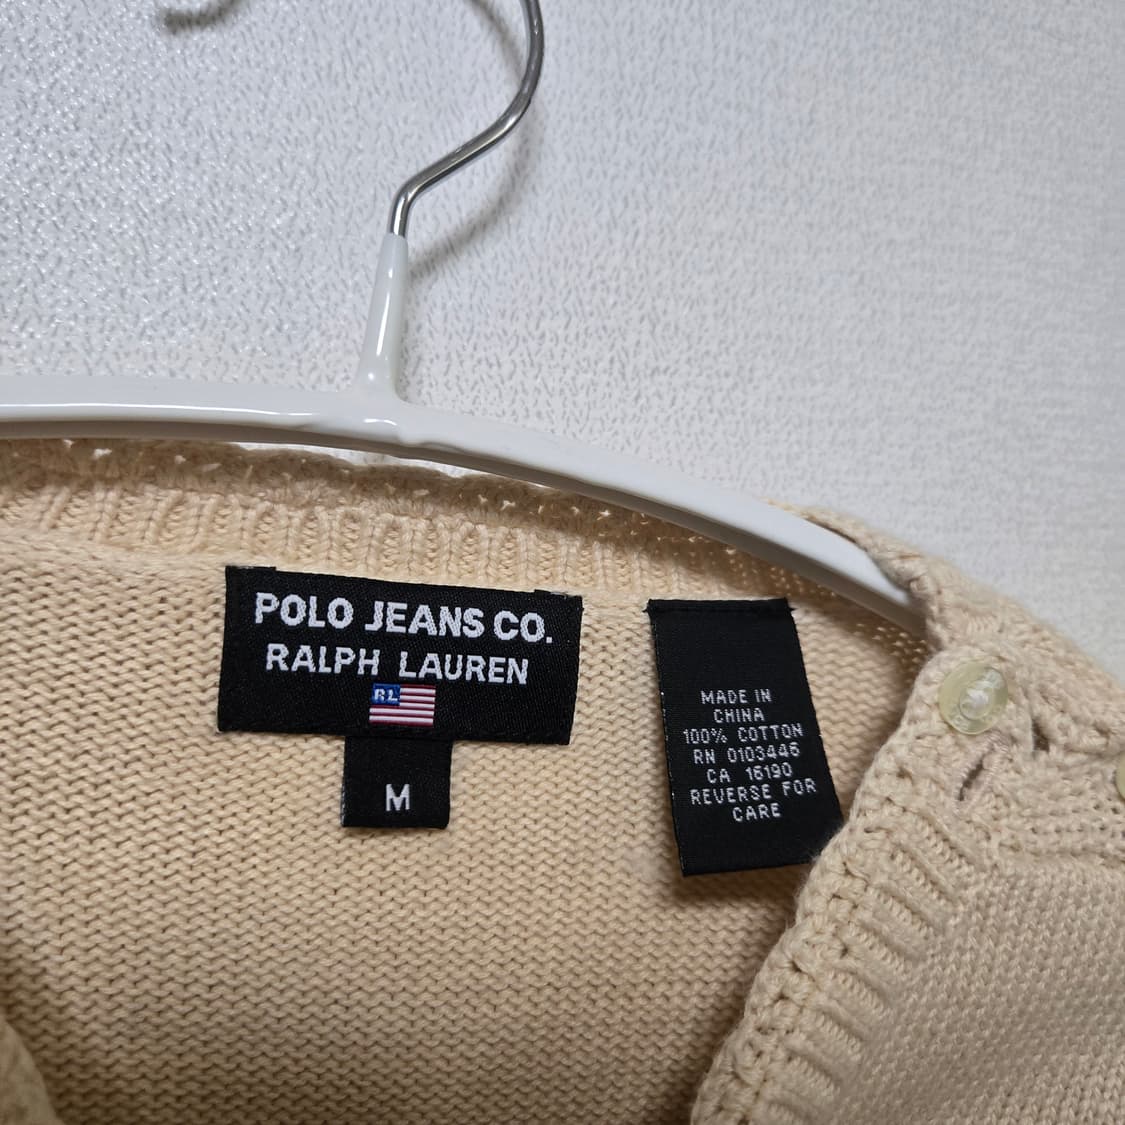 POLO JEANS CO.
RALPH LAUREN
RL
M
MADE IN
CHINA
100% COTTON
RN 0103446
CA 16190
REVERSE FOR
CARE